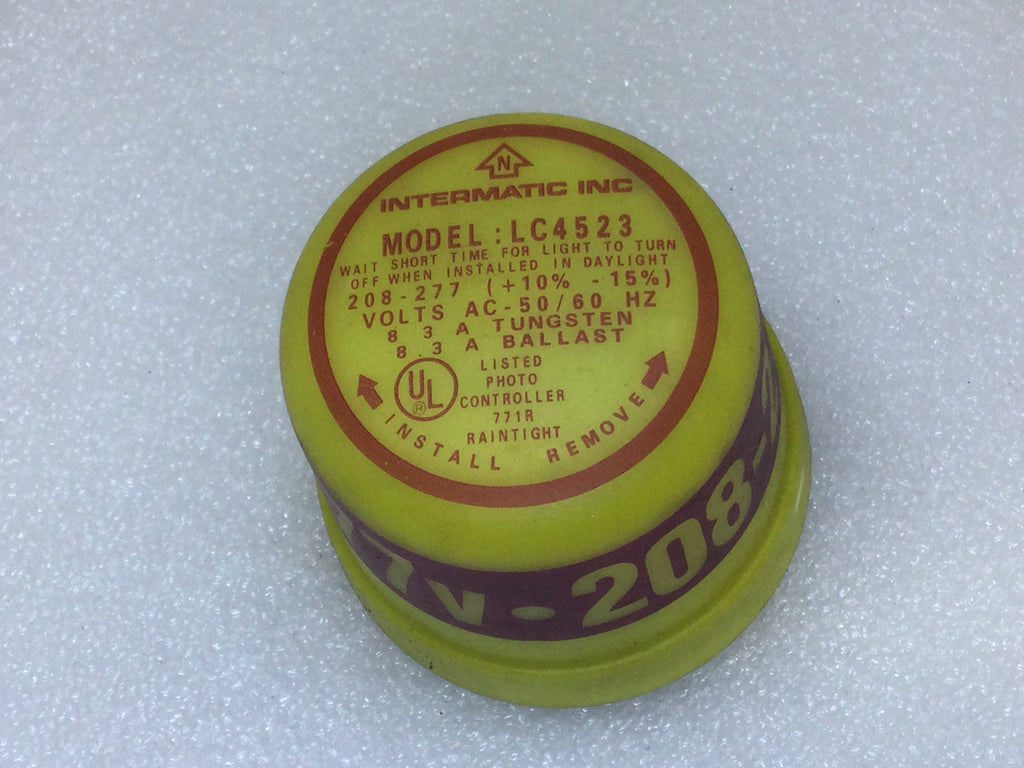 N
INTERMATIC INC
MODEL : LC4523
WAIT SHORT TIME FOR LIGHT TO TURN
OFF WHEN INSTALLED IN DAYLIGHT
208-277 (+10% -15%)
VOLTS AC-50/60 HZ
8 3 A TUNGSTEN
8.3 A BALLAST
UL ®
LISTED
PHOTO
CONTROLLER
771R
RAINTIGHT
INSTALL REMOVE
7V • 208-